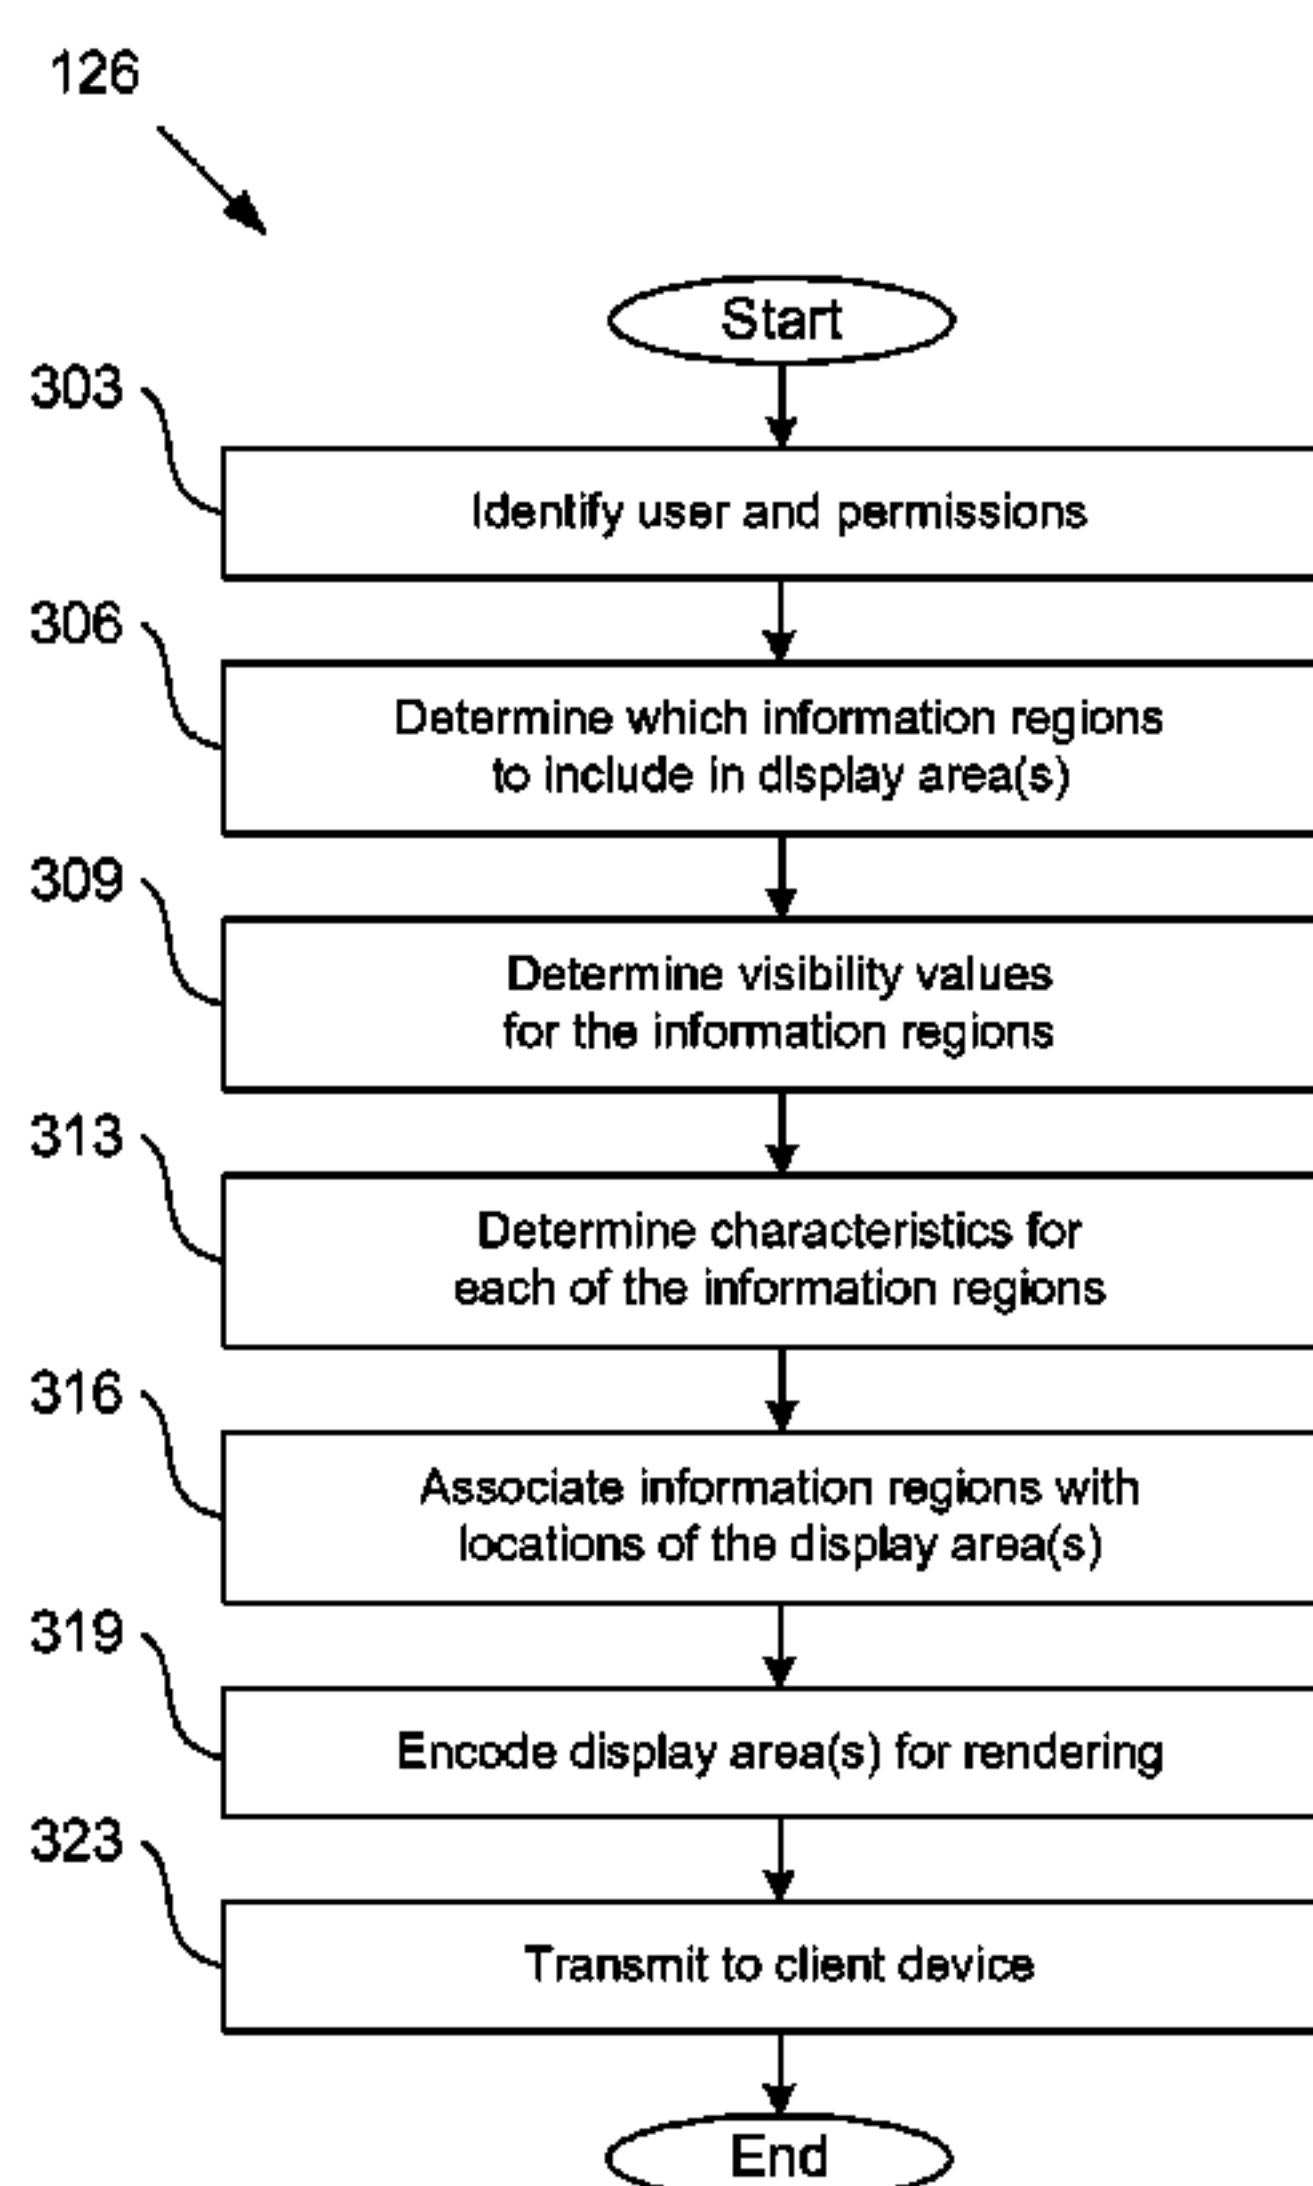 126
Start
303
Identify user and permissions
306
Determine which information regions
to include in display area(s)
309
Determine visibility values
for the information regions
313
Determine characteristics for
each of the information regions
316
Associate information regions with
locations of the display area(s)
319
Encode display area(s) for rendering
323
Transmit to client device
End